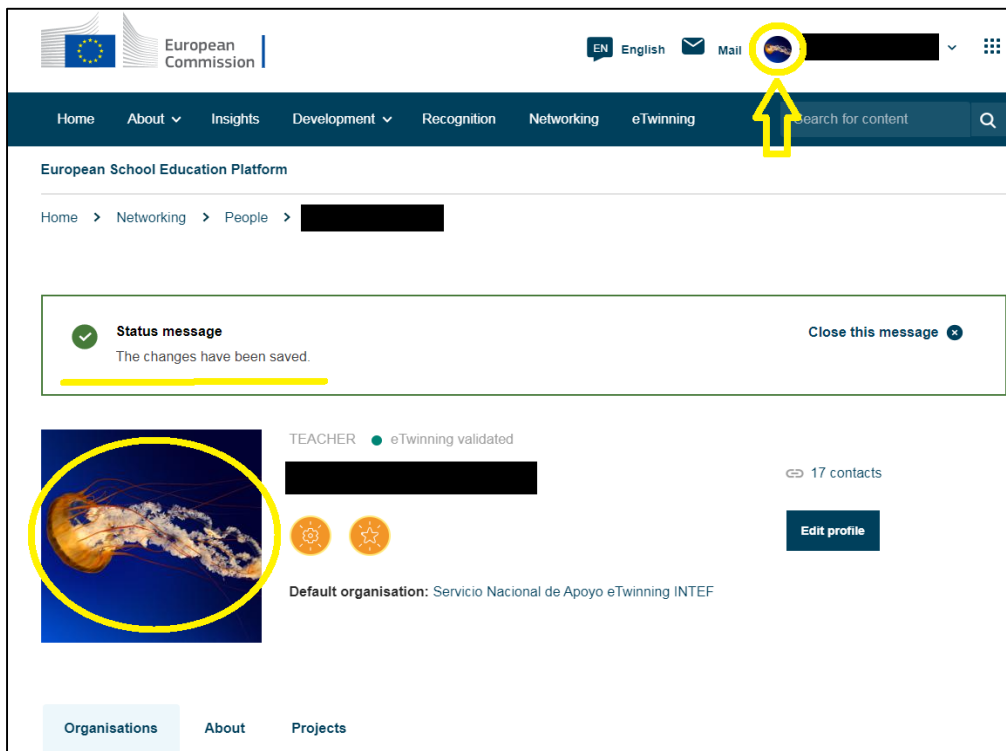 European
Commission
EN English Mail
Home About Insights Development Recognition Networking eTwinning Search for content
European School Education Platform
Home > Networking > People >
Status message
The changes have been saved.
Close this message
TEACHER eTwinning validated
17 contacts
Edit profile
Default organisation: Servicio Nacional de Apoyo eTwinning INTEF
Organisations About Projects